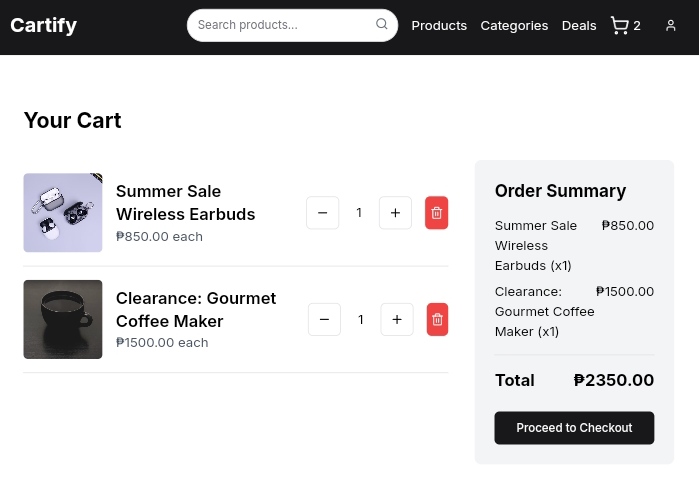 Cartify
Search products...
Products
Categories
Deals
2
Your Cart
Summer Sale
Wireless Earbuds
₱850.00 each
− 1 +
Clearance: Gourmet
Coffee Maker
₱1500.00 each
− 1 +
Order Summary
Summer Sale ₱850.00
Wireless
Earbuds (x1)
Clearance: ₱1500.00
Gourmet Coffee
Maker (x1)
Total ₱2350.00
Proceed to Checkout